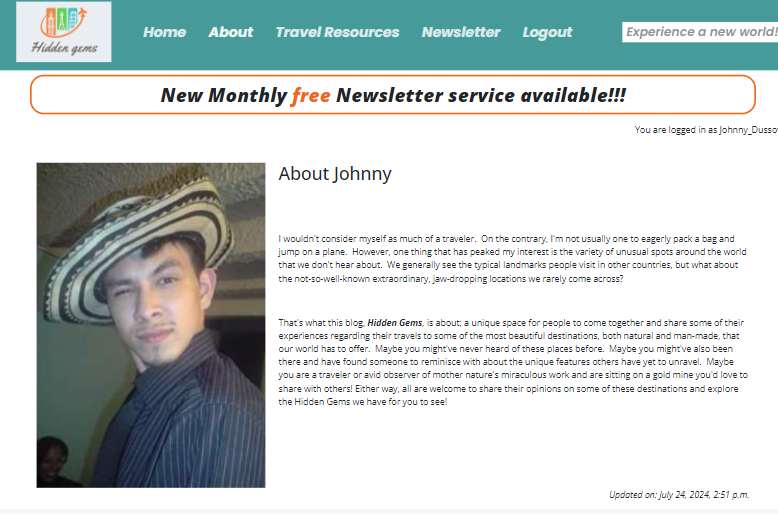 Hidden gems
Home About Travel Resources Newsletter Logout
Experience a new world!
New Monthly free Newsletter service available!!!
You are logged in as Johnny_Dusso
About Johnny
I wouldn't consider myself as much of a traveler. On the contrary, I'm not usually one to eagerly pack a bag and
jump on a plane. However, one thing that has peaked my interest is the variety of unusual spots around the world
that we don't hear about. We generally see the typical landmarks people visit in other countries, but what about
the not-so-well-known extraordinary, jaw-dropping locations we rarely come across?
That's what this blog, Hidden Gems, is about; a unique space for people to come together and share some of their
experiences regarding their travels to some of the most beautiful destinations, both natural and man-made, that
our world has to offer. Maybe you might've never heard of these places before. Maybe you might've also been
there and have found someone to reminisce with about the unique features others have yet to unravel. Maybe
you are a traveler or avid observer of mother nature's miraculous work and are sitting on a gold mine you'd love to
share with others! Either way, all are welcome to share their opinions on some of these destinations and explore
the Hidden Gems we have for you to see!
Updated on: July 24, 2024, 2:51 p.m.